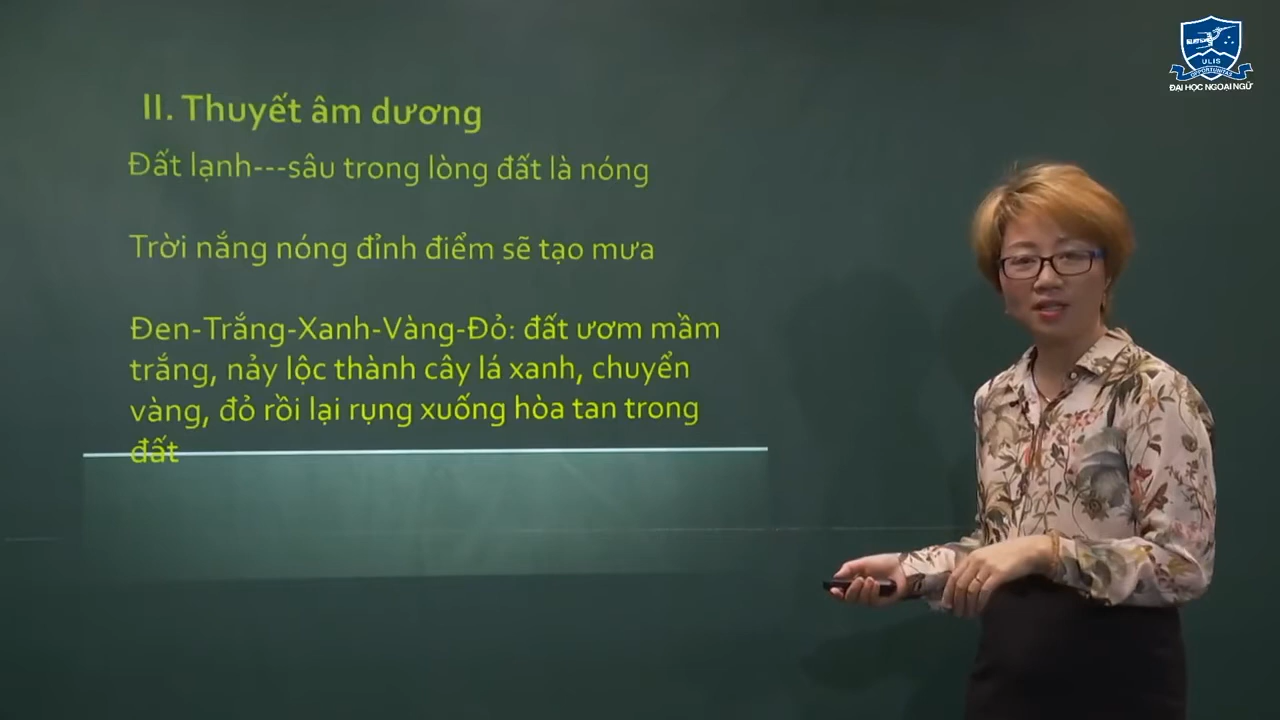 II. Thuyết âm dương
Đất lạnh---sâu trong lòng đất là nóng
Trời nắng nóng đỉnh điểm sẽ tạo mưa
Đen-Trắng-Xanh-Vàng-Đỏ: đất ươm mầm
trắng, nảy lộc thành cây lá xanh, chuyển
vàng, đỏ rồi lại rụng xuống hòa tan trong
đất
ULIS
ĐẠI HỌC NGOẠI NGỮ